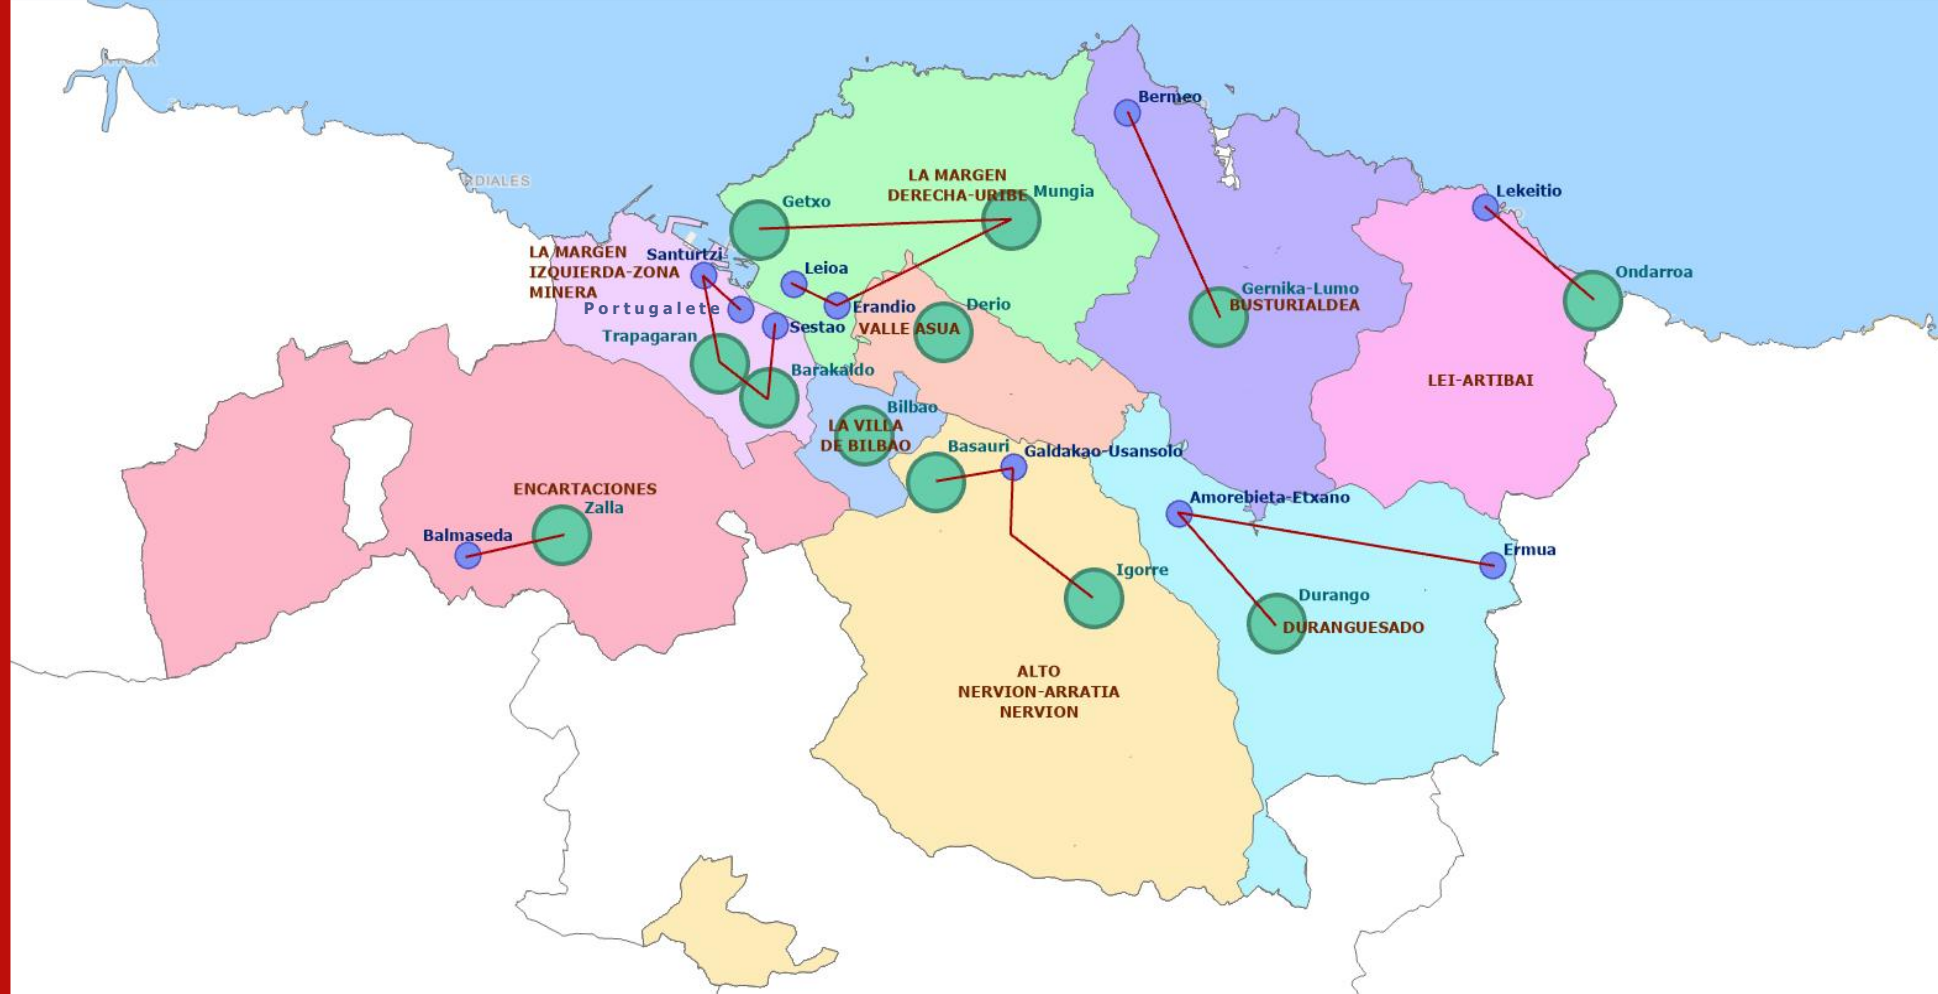 Bermeo
RDIALES
LA MARGEN
DERECHA-URIBE
Mungia
Lekeitio
Getxo
LA MARGEN
IZQUIERDA-ZONA
MINERA
Santurtzi
Leioa
Ondarroa
Gernika-Lumo
BUSTURIALDEA
Portugalete
Erandio
Derio
Sestao
VALLE ASUA
Trapagaran
Barakaldo
LEI-ARTIBAI
Bilbao
LA VILLA
DE BILBAO
Basauri
Galdakao-Usansolo
ENCARTACIONES
Zalla
Amorebieta-Etxano
Balmaseda
Ermua
Igorre
Durango
DURANGUESADO
ALTO
NERVION-ARRATIA
NERVION